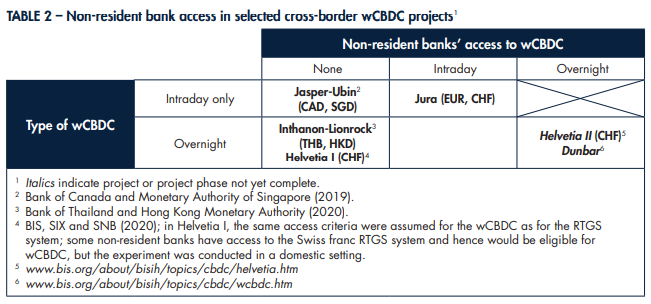 TABLE 2 – Non-resident bank access in selected cross-border wCBDC projects¹
Non-resident banks’ access to wCBDC
None Intraday Overnight
Type of wCBDC
Intraday only
Jasper-Ubin²
(CAD, SGD)
Jura (EUR, CHF)
Overnight
Inthanon-Lionrock³
(THB, HKD)
Helvetia I (CHF)⁴
Helvetia II (CHF)⁵
Dunbar⁶
¹ Italics indicate project or project phase not yet complete.
² Bank of Canada and Monetary Authority of Singapore (2019).
³ Bank of Thailand and Hong Kong Monetary Authority (2020).
⁴ BIS, SIX and SNB (2020); in Helvetia I, the same access criteria were assumed for the wCBDC as for the RTGS
system; some non-resident banks have access to the Swiss franc RTGS system and hence would be eligible for
wCBDC, but the experiment was conducted in a domestic setting.
⁵ www.bis.org/about/bisih/topics/cbdc/helvetia.htm
⁶ www.bis.org/about/bisih/topics/cbdc/wcbdc.htm